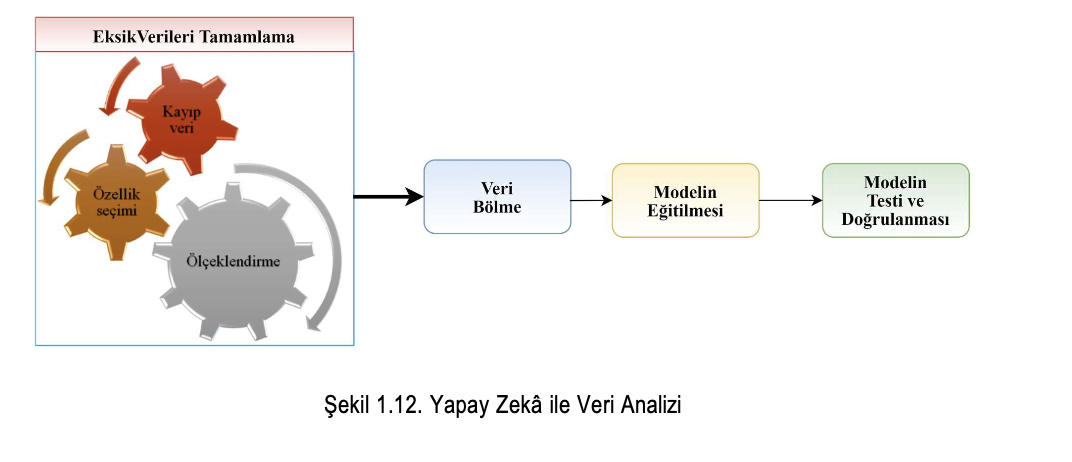 EksikVerileri Tamamlama
Kayıp
veri
Özellik
seçimi
Ölçeklendirme
Veri
Bölme
Modelin
Eğitilmesi
Modelin
Testi ve
Doğrulanması
Şekil 1.12. Yapay Zekâ ile Veri Analizi